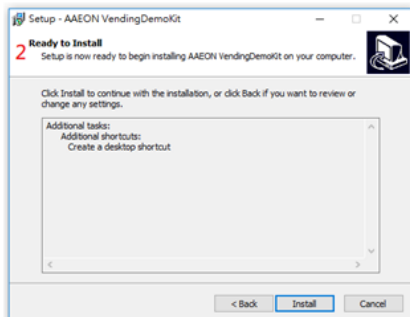 Setup - AAEON VendingDemoKit
2
Ready to Install
Setup is now ready to begin installing AAEON VendingDemoKit on your computer.
Click Install to continue with the installation, or click Back if you want to review or
change any settings.
Additional tasks:
Additional shortcuts:
Create a desktop shortcut
< Back
Install
Cancel